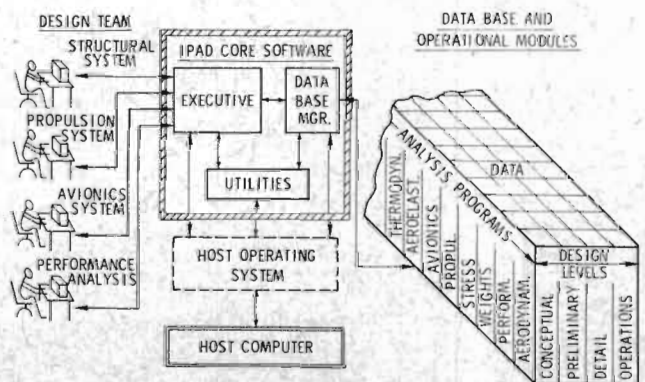 DESIGN TEAM
STRUCTURAL
SYSTEM
PROPULSION
SYSTEM
AVIONICS
SYSTEM
PERFORMANCE
ANALYSIS
IPAD CORE SOFTWARE
EXECUTIVE
DATA
BASE
MGR.
UTILITIES
HOST OPERATING
SYSTEM
HOST COMPUTER
DATA BASE AND
OPERATIONAL MODULES
DATA
ANALYSIS PROGRAMS
THERMODYN.
AEROELAST.
AVIONICS
PROPUL.
STRESS
WEIGHTS
PERFORM.
AERODYNAM.
DESIGN
LEVELS
CONCEPTUAL
PRELIMINARY
DETAIL
OPERATIONS